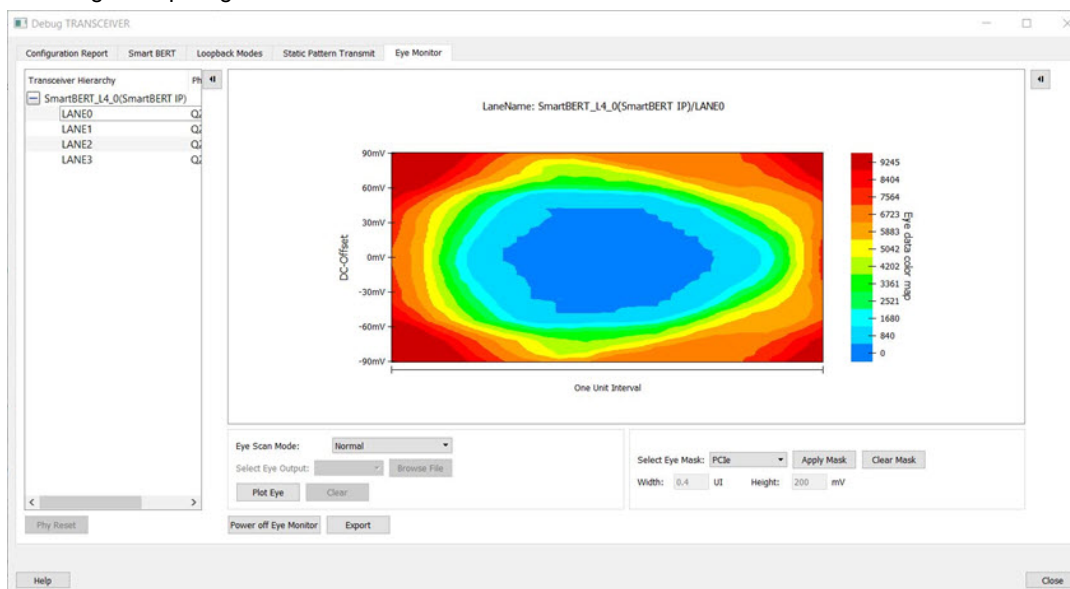 Debug TRANSCEIVER
Configuration Report Smart BERT Loopback Modes Static Pattern Transmit Eye Monitor
Transceiver Hierarchy Ph
SmartBERT_L4_0(SmartBERT IP)
LANE0
LANE1
LANE2
LANE3
LaneName: SmartBERT_L4_0(SmartBERT IP)/LANE0
90mV
60mV
30mV
0mV
-30mV
-60mV
-90mV
DC-Offset
One Unit Interval
9245
8404
7564
6723
5883
5042
4202
3361
2521
1680
840
0
Eye data color map
Eye Scan Mode: Normal
Select Eye Output: Browse File
Plot Eye Clear
Select Eye Mask: PCIe Apply Mask Clear Mask
Width: 0.4 UI Height: 200 mV
Phy Reset Power off Eye Monitor Export
Help Close